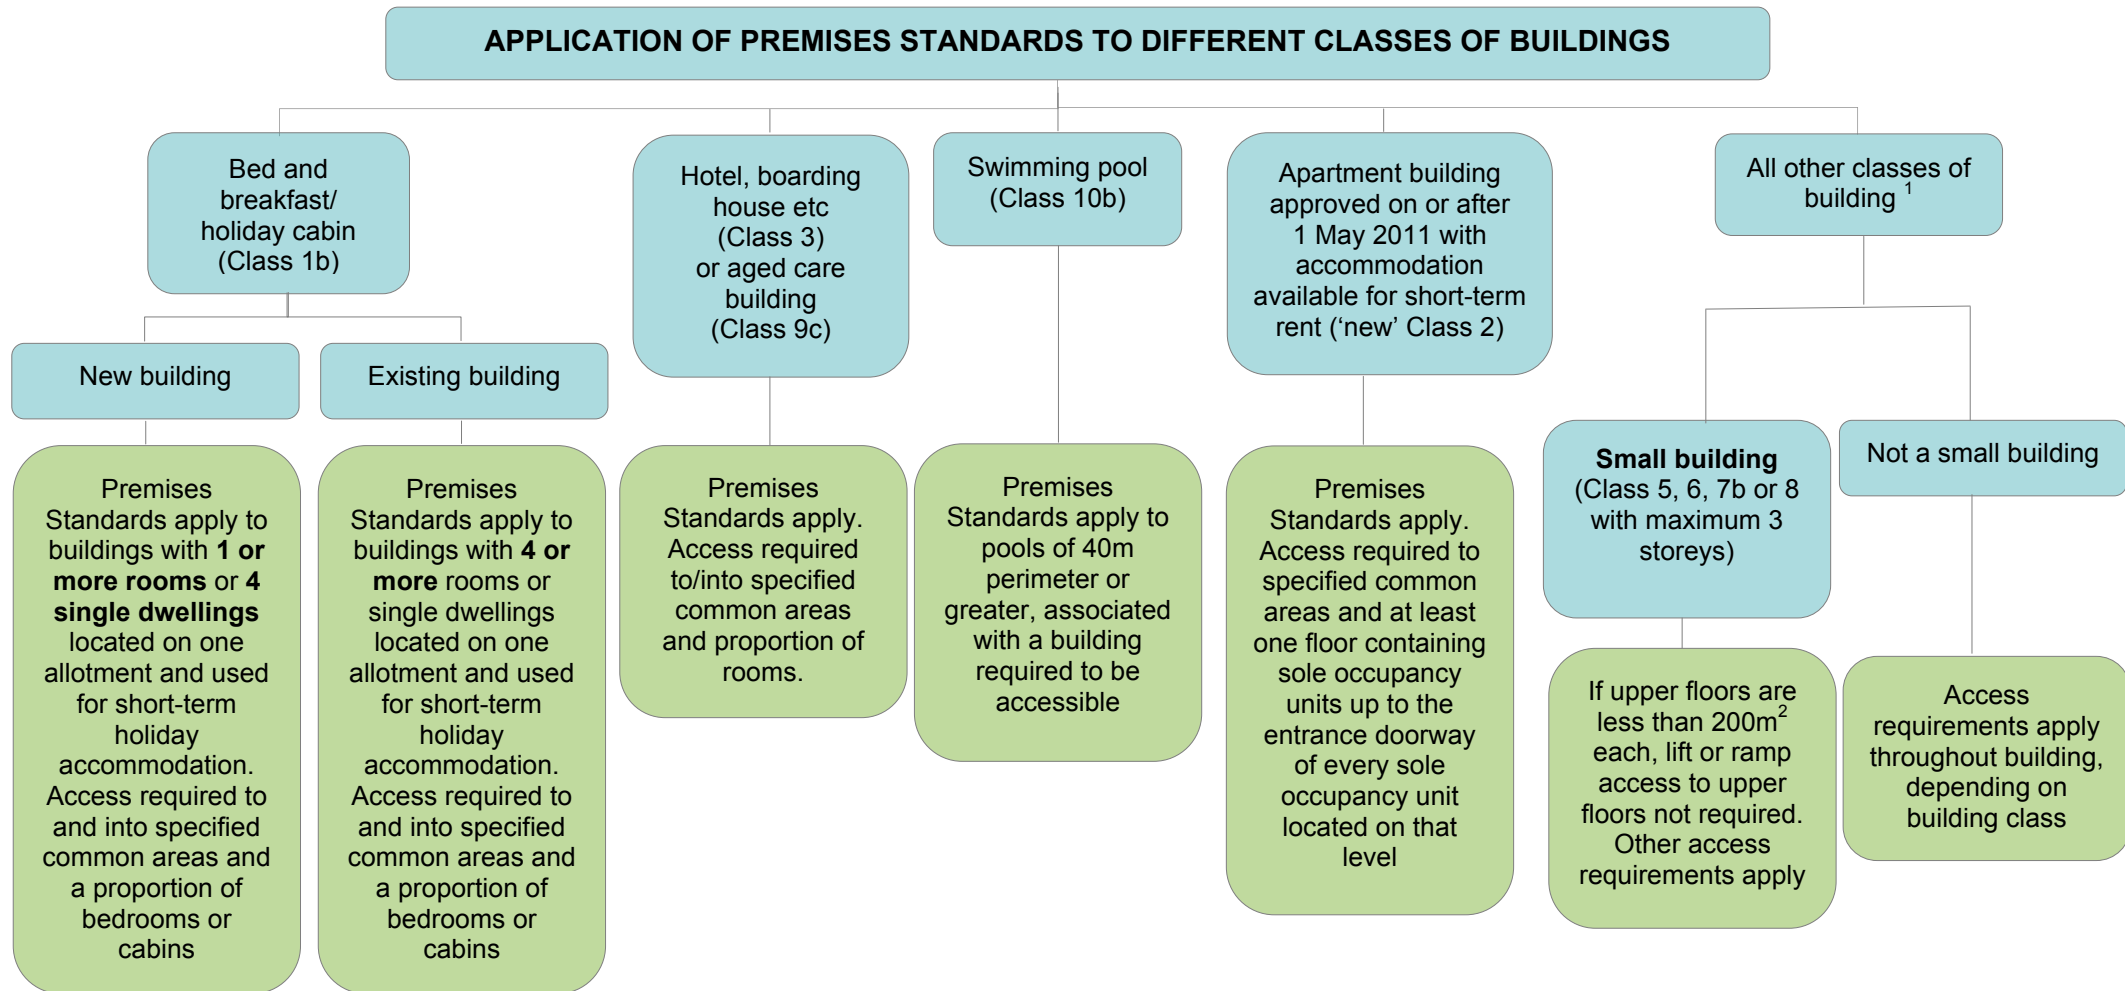 APPLICATION OF PREMISES STANDARDS TO DIFFERENT CLASSES OF BUILDINGS
Bed and
breakfast/
holiday cabin
(Class 1b)
Hotel, boarding
house etc
(Class 3)
or aged care
building
(Class 9c)
Swimming pool
(Class 10b)
Apartment building
approved on or after
1 May 2011 with
accommodation
available for short-term
rent (‘new’ Class 2)
All other classes of
building 1
New building
Existing building
Small building
(Class 5, 6, 7b or 8
with maximum 3
storeys)
Not a small building
Premises
Standards apply to
buildings with 1 or
more rooms or 4
single dwellings
located on one
allotment and used
for short-term
holiday
accommodation.
Access required to
and into specified
common areas and
a proportion of
bedrooms or
cabins
Premises
Standards apply to
buildings with 4 or
more rooms or
single dwellings
located on one
allotment and used
for short-term
holiday
accommodation.
Access required to
and into specified
common areas and
a proportion of
bedrooms or
cabins
Premises
Standards apply.
Access required
to/into specified
common areas
and proportion of
rooms.
Premises
Standards apply to
pools of 40m
perimeter or
greater, associated
with a building
required to be
accessible
Premises
Standards apply.
Access required to
specified common
areas and at least
one floor containing
sole occupancy
units up to the
entrance doorway
of every sole
occupancy unit
located on that
level
If upper floors are
less than 200m2
each, lift or ramp
access to upper
floors not required.
Other access
requirements apply
Access
requirements apply
throughout building,
depending on
building class